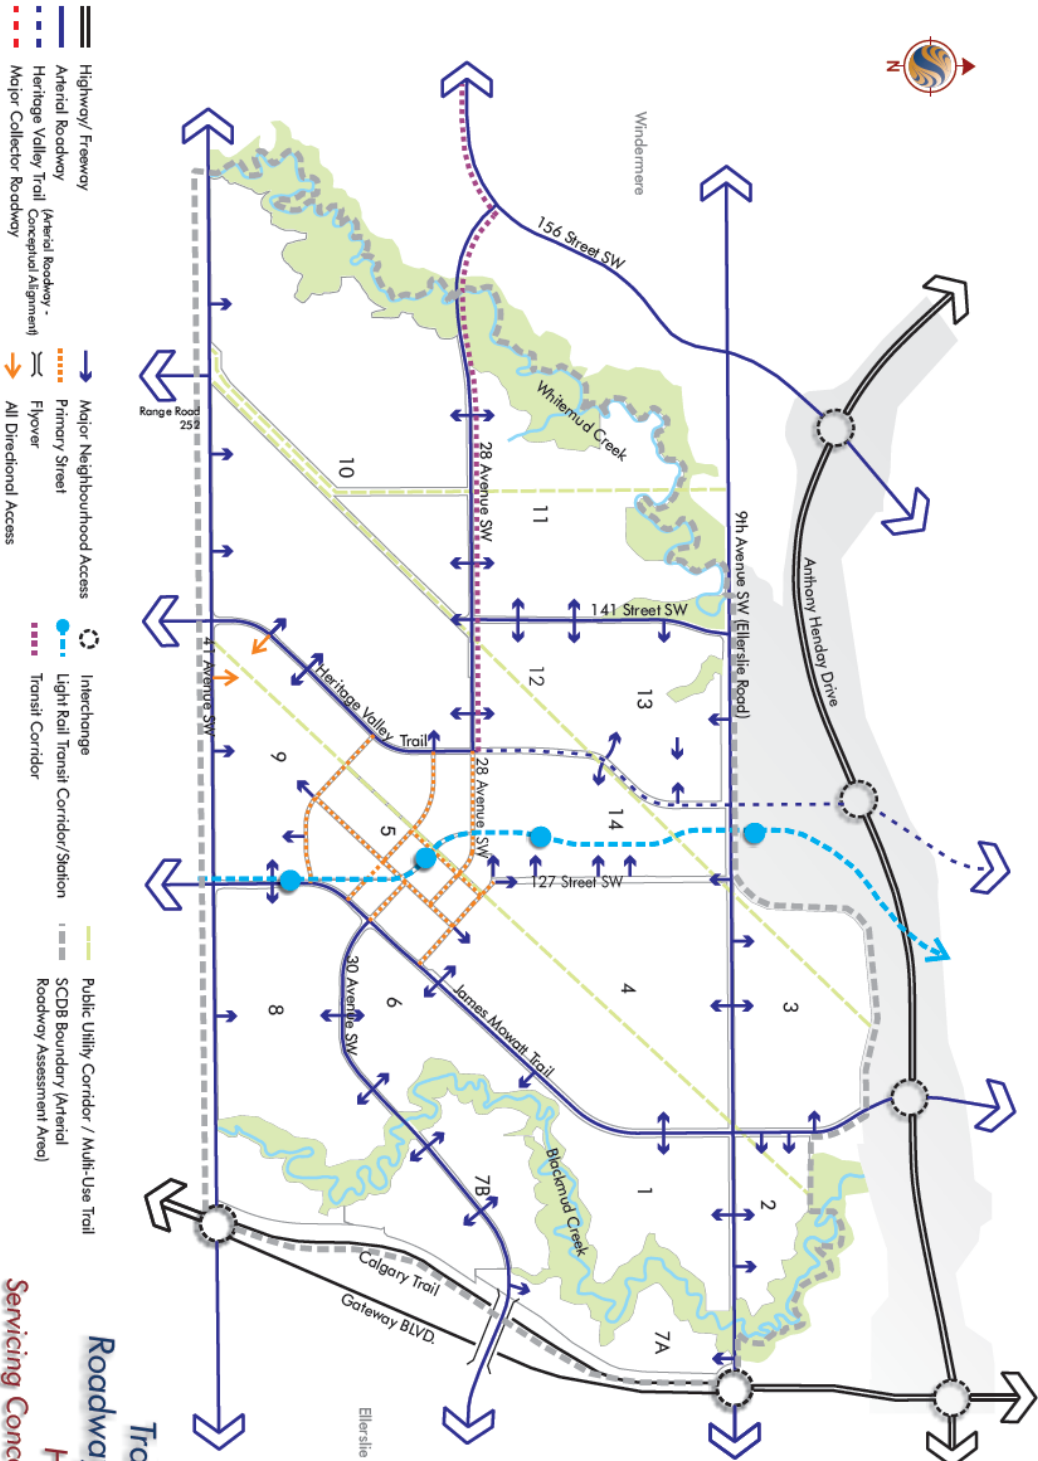 N
Windermere
156 Street SW
Whitemud Creek
Anthony Henday Drive
9th Avenue SW (Ellerslie Road)
Range Road
252
10
11
28 Avenue SW
141 Street SW
12
13
41 Avenue SW
Heritage Valley Trail
9
28 Avenue SW
5
14
127 Street SW
30 Avenue SW
8
6
4
3
James Mowatt Trail
Blackmud Creek
7B
1
2
7A
Calgary Trail
Gateway BLVD.
Ellerslie
Highway/ Freeway
Arterial Roadway
Heritage Valley Trail (Arterial Roadway -
Conceptual Alignment)
Major Collector Roadway
Major Neighbourhood Access
Primary Street
Flyover
All Directional Access
Interchange
Light Rail Transit Corridor/Station
Transit Corridor
Public Utility Corridor / Multi-Use Trail
SCDB Boundary (Arterial
Roadway Assessment Area)
Servicing Conce